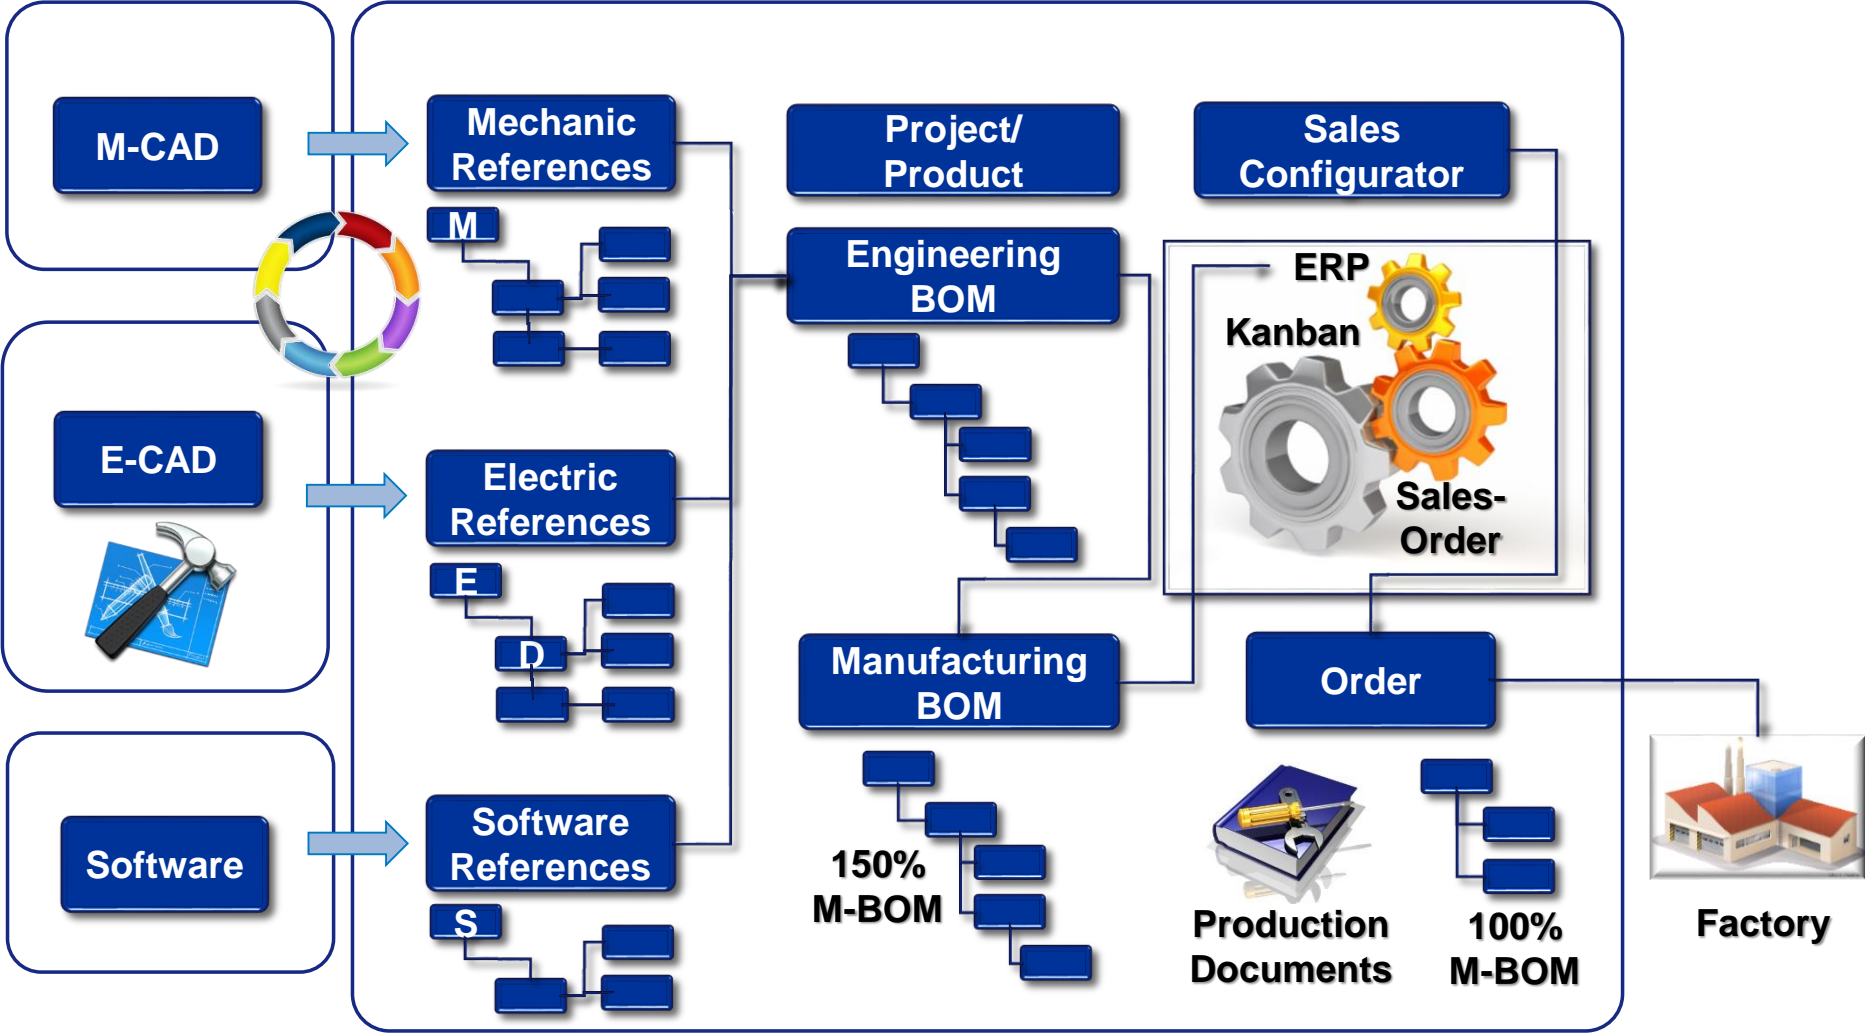 M-CAD
Mechanic
References
M
E-CAD
Electric
References
E
D
Software
Software
References
S
Project/
Product
Engineering
BOM
Manufacturing
BOM
150%
M-BOM
Sales
Configurator
ERP
Kanban
Sales-
Order
Order
Production
Documents
100%
M-BOM
Factory